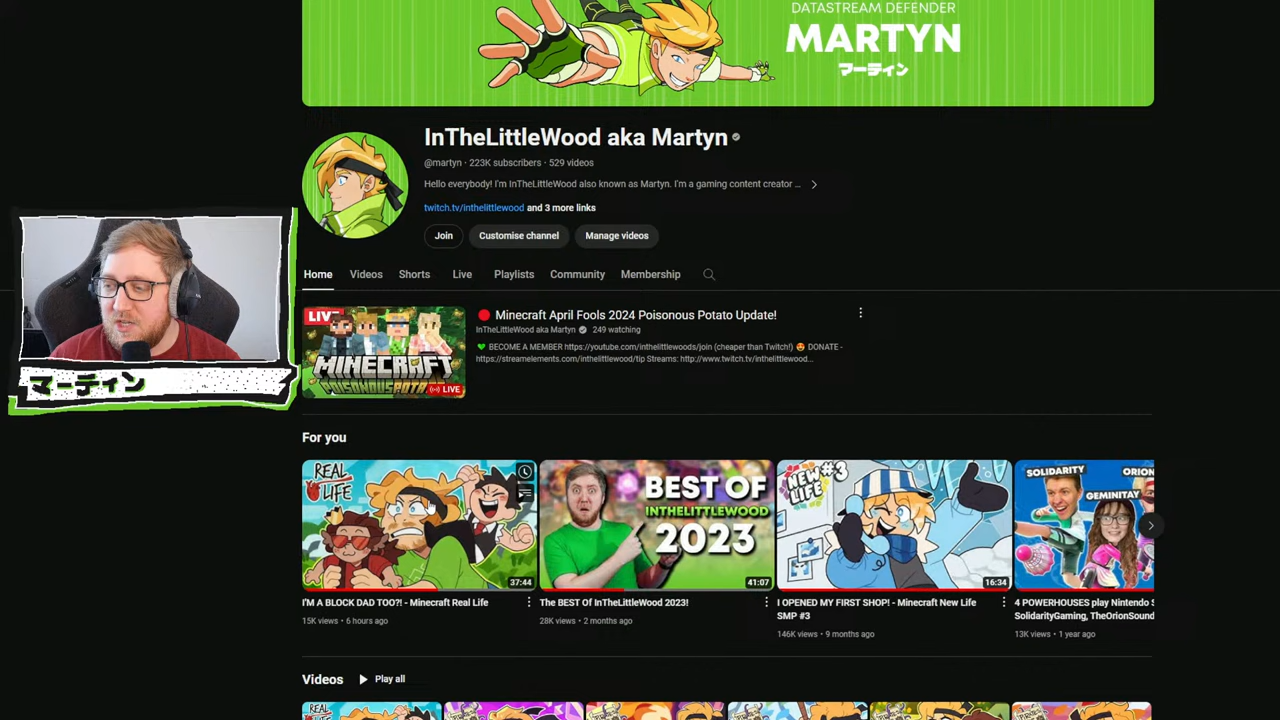 DATASTREAM DEFENDER
MARTYN
マーティン
InTheLittleWood aka Martyn
@martyn · 223K subscribers · 529 videos
Hello everybody! I'm InTheLittleWood also known as Martyn. I'm a gaming content creator ...
twitch.tv/inthelittlewood and 3 more links
Join
Customise channel
Manage videos
Home
Videos
Shorts
Live
Playlists
Community
Membership
マーティン
LIVE
MINECRAFT
POISONOUS POTATO
LIVE
Minecraft April Fools 2024 Poisonous Potato Update!
InTheLittleWood aka Martyn
249 watching
BECOME A MEMBER https://youtube.com/inthelittlewoods/join (cheaper than Twitch!) 😍 DONATE -
https://streamelements.com/inthelittlewood/tip Streams: http://www.twitch.tv/inthelittlewood...
For you
REAL
LIFE
37:44
I'M A BLOCK DAD TOO?! - Minecraft Real Life
15K views · 6 hours ago
BEST OF
INTHELITTLEWOOD
2023
41:07
The BEST Of InTheLittleWood 2023!
28K views · 2 months ago
NEW #3
LIFE
16:34
I OPENED MY FIRST SHOP! - Minecraft New Life
SMP #3
146K views · 9 months ago
SOLIDARITY
ORION
GEMINITAY
4 POWERHOUSES play Nintendo S
SolidarityGaming, TheOrionSound
13K views · 1 year ago
Videos
Play all
REAL